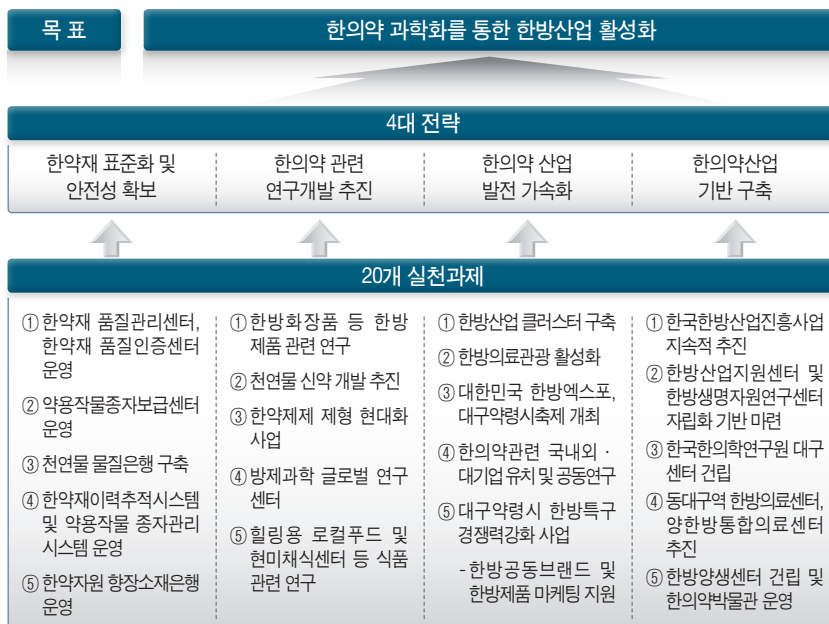 목 표
한의약 과학화를 통한 한방산업 활성화
4대 전략
한약재 표준화 및
안전성 확보
한의약 관련
연구개발 추진
한의약 산업
발전 가속화
한의약산업
기반 구축
20개 실천과제
① 한약재 품질관리센터,
한약재 품질인증센터
운영
② 약용작물종자보급센터
운영
③ 천연물 물질은행 구축
④ 한약재이력추적시스템
및 약용작물 종자관리
시스템 운영
⑤ 한약자원 항장소재은행
운영
① 한방화장품 등 한방
제품 관련 연구
② 천연물 신약 개발 추진
③ 한약제제 제형 현대화
사업
④ 방제과학 글로벌 연구
센터
⑤ 힐링용 로컬푸드 및
현미채식센터 등 식품
관련 연구
① 한방산업 클러스터 구축
② 한방의료관광 활성화
③ 대한민국 한방엑스포,
대구약령시축제 개최
④ 한의약관련 국내외 ·
대기업 유치 및 공동연구
⑤ 대구약령시 한방특구
경쟁력강화 사업
- 한방공동브랜드 및
한방제품 마케팅 지원
① 한국한방산업진흥사업
지속적 추진
② 한방산업지원센터 및
한방생명자원연구센터
자립화 기반 마련
③ 한국한의학연구원 대구
센터 건립
④ 동대구역 한방의료센터,
양한방통합의료센터
추진
⑤ 한방양생센터 건립 및
한의약박물관 운영